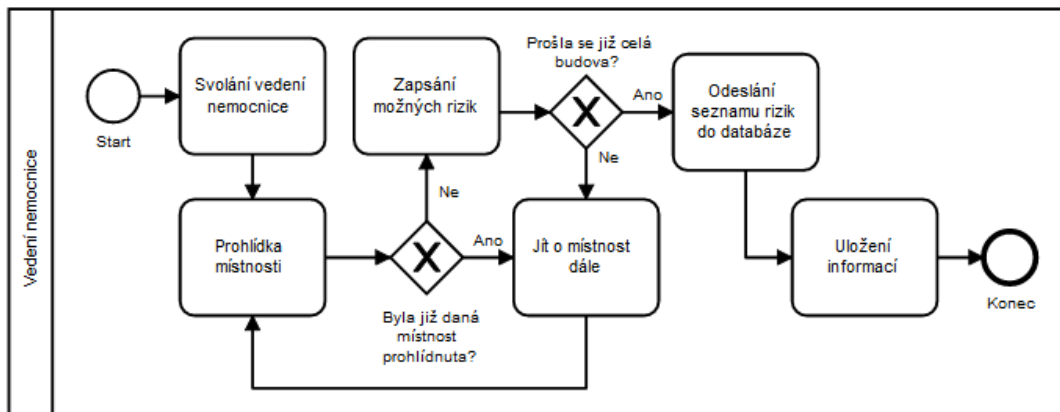 Vedení nemocnice
Start
Svolání vedení
nemocnice
Prohlídka
místnosti
Byla již daná
místnost
prohlídnuta?
Ne
Ano
Zapsání
možných rizik
Prošla se již celá
budova?
Ano
Ne
Jít o místnost
dále
Odeslání
seznamu rizik
do databáze
Uložení
informací
Konec